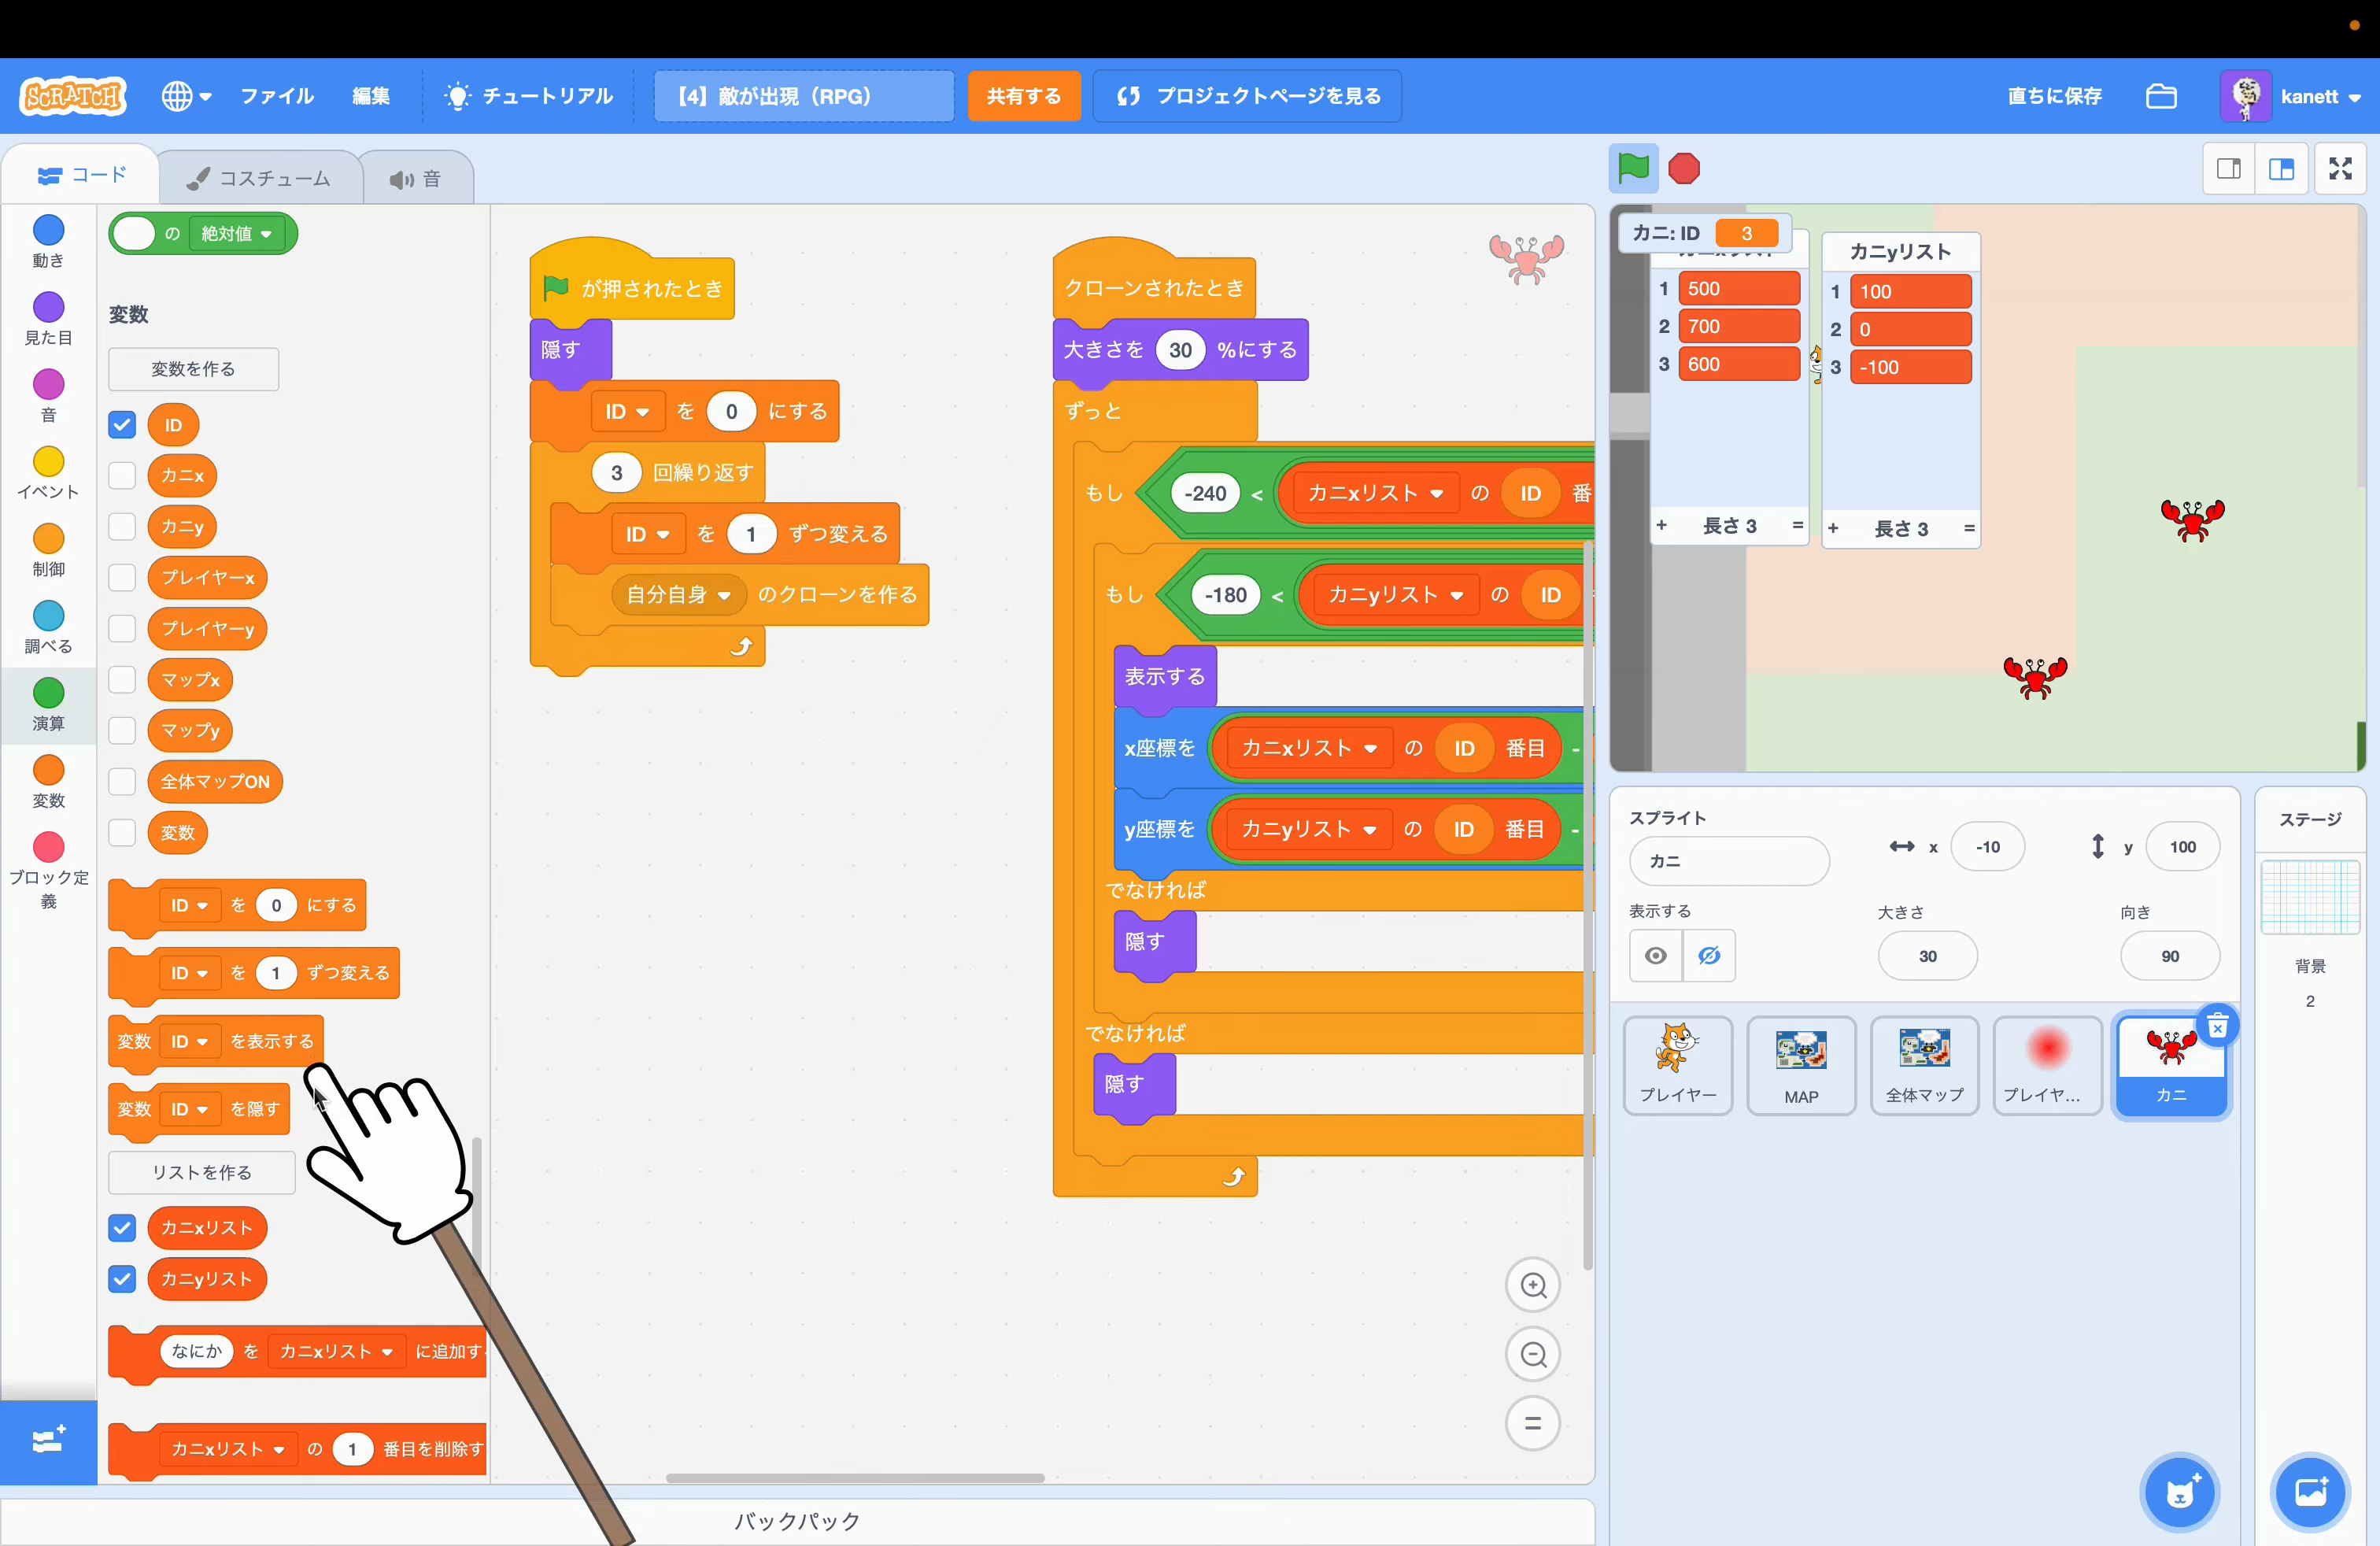 SCRATCH
ファイル
編集
チュートリアル
【4】敵が出現（RPG）
共有する
プロジェクトページを見る
直ちに保存
kanett
コード
コスチューム
音
動き
見た目
音
イベント
制御
調べる
演算
変数
ブロック定
義
の 絶対値
変数
変数を作る
ID
カニx
カニy
プレイヤーx
プレイヤーy
マップx
マップy
全体マップON
変数
ID を 0 にする
ID を 1 ずつ変える
変数 ID を表示する
変数 ID を隠す
リストを作る
カニxリスト
カニyリスト
なにか を カニxリスト に追加す
カニxリスト の 1 番目を削除す
が押されたとき
隠す
ID を 0 にする
3 回繰り返す
ID を 1 ずつ変える
自分自身 のクローンを作る
クローンされたとき
大きさを 30 %にする
ずっと
もし -240 < カニxリスト の ID 番
もし -180 < カニyリスト の ID
表示する
x座標を カニxリスト の ID 番目 -
y座標を カニyリスト の ID 番目 -
でなければ
隠す
でなければ
隠す
バックパック
カニ: ID 3
1 500
2 700
3 600
+ 長さ 3 =
カニyリスト
1 100
2 0
3 -100
+ 長さ 3 =
スプライト
カニ
x -10
y 100
表示する
大きさ
30
向き
90
プレイヤー
MAP
全体マップ
プレイヤ...
カニ
ステージ
背景
2